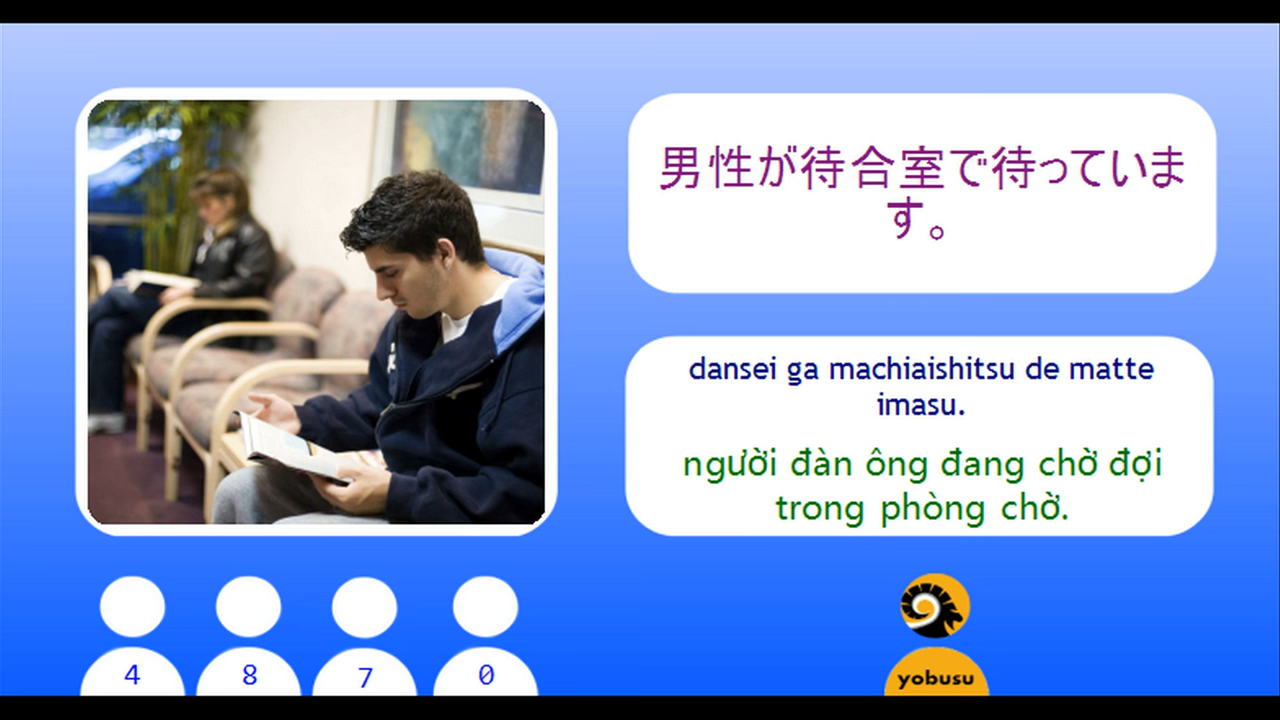 男性が待合室で待っていま
す。
dansei ga machiaishitsu de matte
imasu.
người đàn ông đang chờ đợi
trong phòng chờ.
4 8 7 0
yobusu